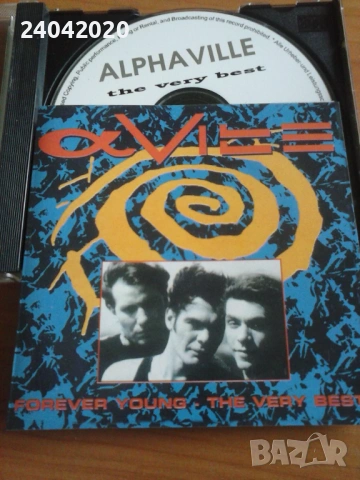 24042020
ALPHAVILLE
the very best
αVILLE
FOREVER YOUNG - THE VERY BEST
BAZAR